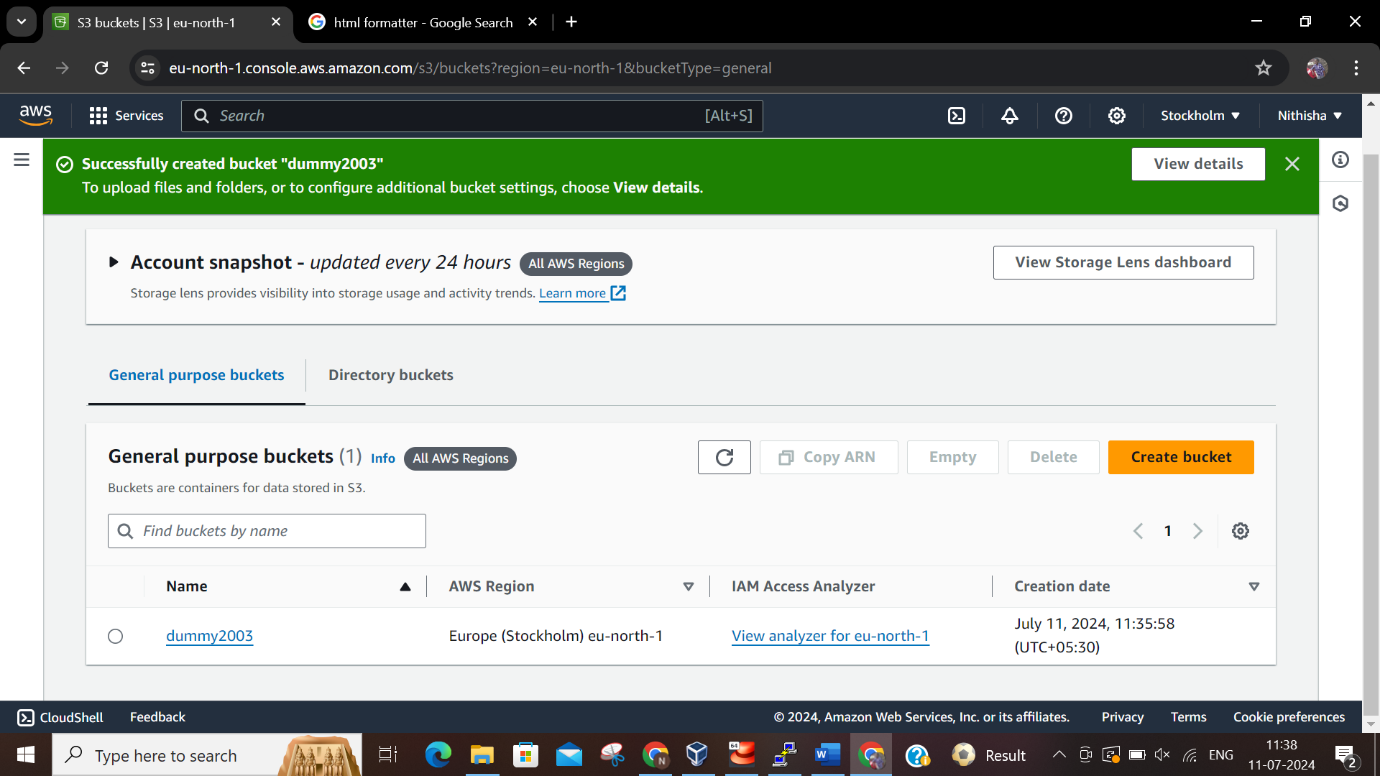 S3 buckets | S3 | eu-north-1
html formatter - Google Search
eu-north-1.console.aws.amazon.com/s3/buckets?region=eu-north-1&bucketType=general
aws
Services
Search
[Alt+S]
Stockholm
Nithisha
Successfully created bucket "dummy2003"
To upload files and folders, or to configure additional bucket settings, choose View details.
View details
Account snapshot - updated every 24 hours
All AWS Regions
View Storage Lens dashboard
Storage lens provides visibility into storage usage and activity trends. Learn more
General purpose buckets
Directory buckets
General purpose buckets (1) Info
All AWS Regions
Copy ARN
Empty
Delete
Create bucket
Buckets are containers for data stored in S3.
Find buckets by name
1
Name
AWS Region
IAM Access Analyzer
Creation date
dummy2003
Europe (Stockholm) eu-north-1
View analyzer for eu-north-1
July 11, 2024, 11:35:58
(UTC+05:30)
CloudShell
Feedback
© 2024, Amazon Web Services, Inc. or its affiliates.
Privacy
Terms
Cookie preferences
Type here to search
N
64
W
Result
ENG
11:38
11-07-2024
2